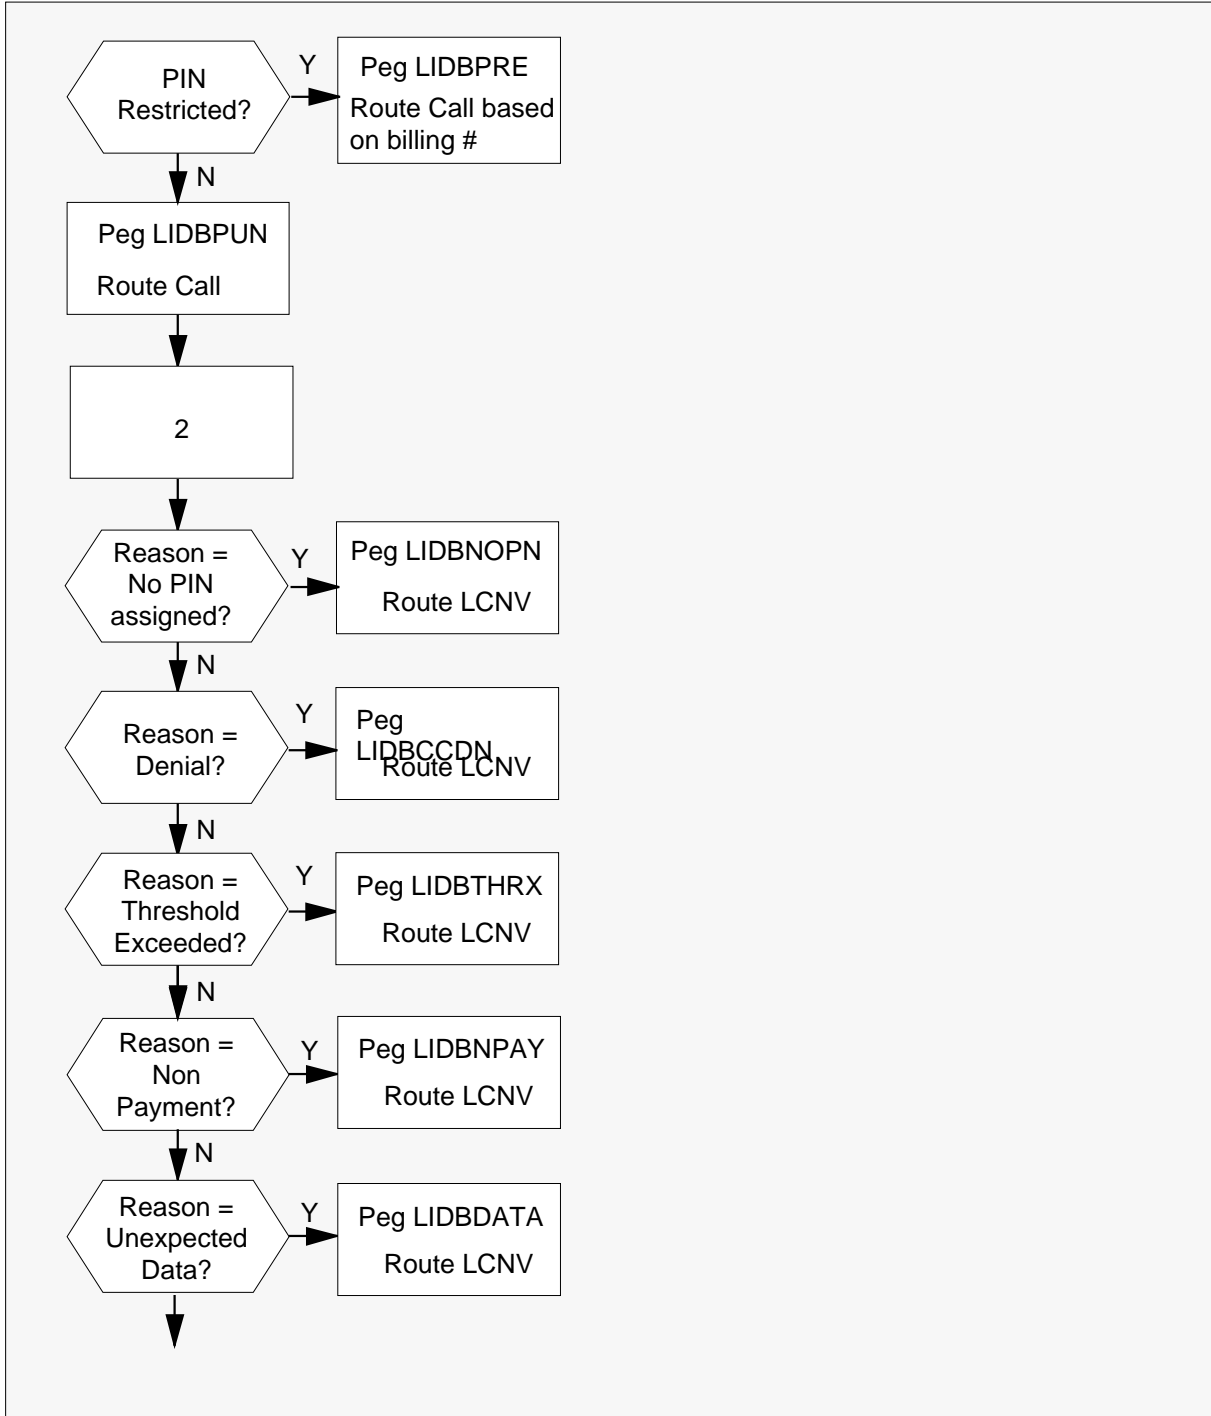 PIN
Restricted?
Y
Peg LIDBPRE
Route Call based
on billing #
N
Peg LIDBPUN
Route Call
2
Reason =
No PIN
assigned?
Y
Peg LIDBNOPN
Route LCNV
N
Reason =
Denial?
Y
Peg
LIDBCCDN
Route LCNV
N
Reason =
Threshold
Exceeded?
Y
Peg LIDBTHRX
Route LCNV
N
Reason =
Non
Payment?
Y
Peg LIDBNPAY
Route LCNV
N
Reason =
Unexpected
Data?
Y
Peg LIDBDATA
Route LCNV